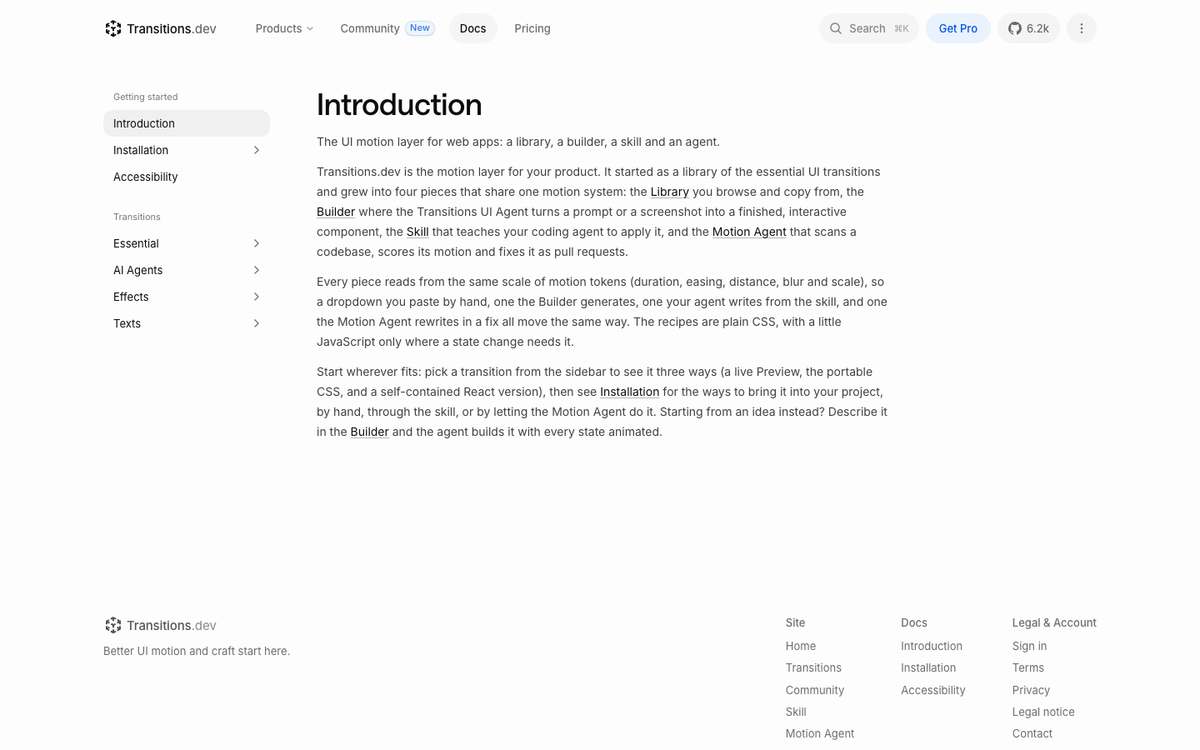 Transitions.dev
Products
Community New
Docs
Pricing
Search ⌘K
Get Pro
6.2k
Getting started
Introduction
Installation
Accessibility
Transitions
Essential
AI Agents
Effects
Texts
Introduction
The UI motion layer for web apps: a library, a builder, a skill and an agent.
Transitions.dev is the motion layer for your product. It started as a library of the essential UI transitions
and grew into four pieces that share one motion system: the Library you browse and copy from, the
Builder where the Transitions UI Agent turns a prompt or a screenshot into a finished, interactive
component, the Skill that teaches your coding agent to apply it, and the Motion Agent that scans a
codebase, scores its motion and fixes it as pull requests.
Every piece reads from the same scale of motion tokens (duration, easing, distance, blur and scale), so
a dropdown you paste by hand, one the Builder generates, one your agent writes from the skill, and one
the Motion Agent rewrites in a fix all move the same way. The recipes are plain CSS, with a little
JavaScript only where a state change needs it.
Start wherever fits: pick a transition from the sidebar to see it three ways (a live Preview, the portable
CSS, and a self-contained React version), then see Installation for the ways to bring it into your project,
by hand, through the skill, or by letting the Motion Agent do it. Starting from an idea instead? Describe it
in the Builder and the agent builds it with every state animated.
Transitions.dev
Better UI motion and craft start here.
Site
Home
Transitions
Community
Skill
Motion Agent
Docs
Introduction
Installation
Accessibility
Legal & Account
Sign in
Terms
Privacy
Legal notice
Contact